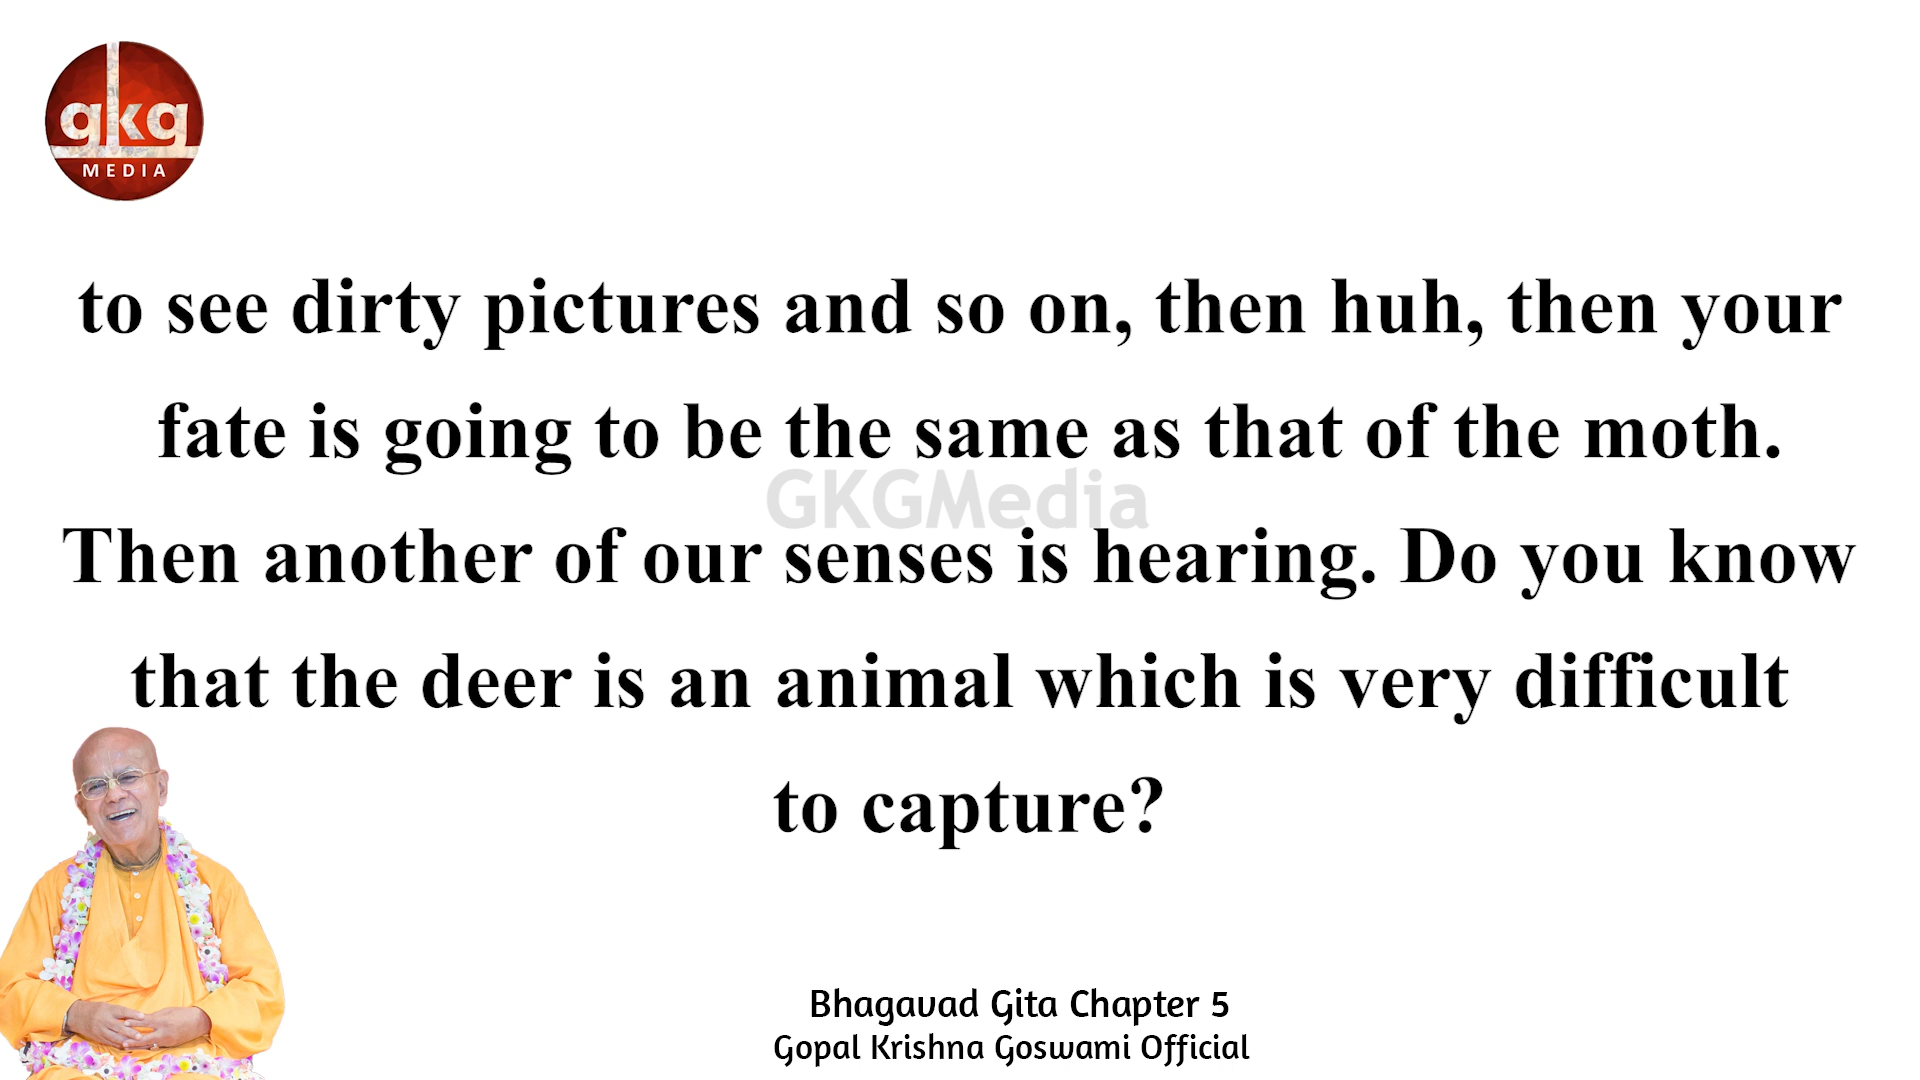 gkg
MEDIA
to see dirty pictures and so on, then huh, then your
fate is going to be the same as that of the moth.
GKGMedia
Then another of our senses is hearing. Do you know
that the deer is an animal which is very difficult
to capture?
Bhagavad Gita Chapter 5
Gopal Krishna Goswami Official